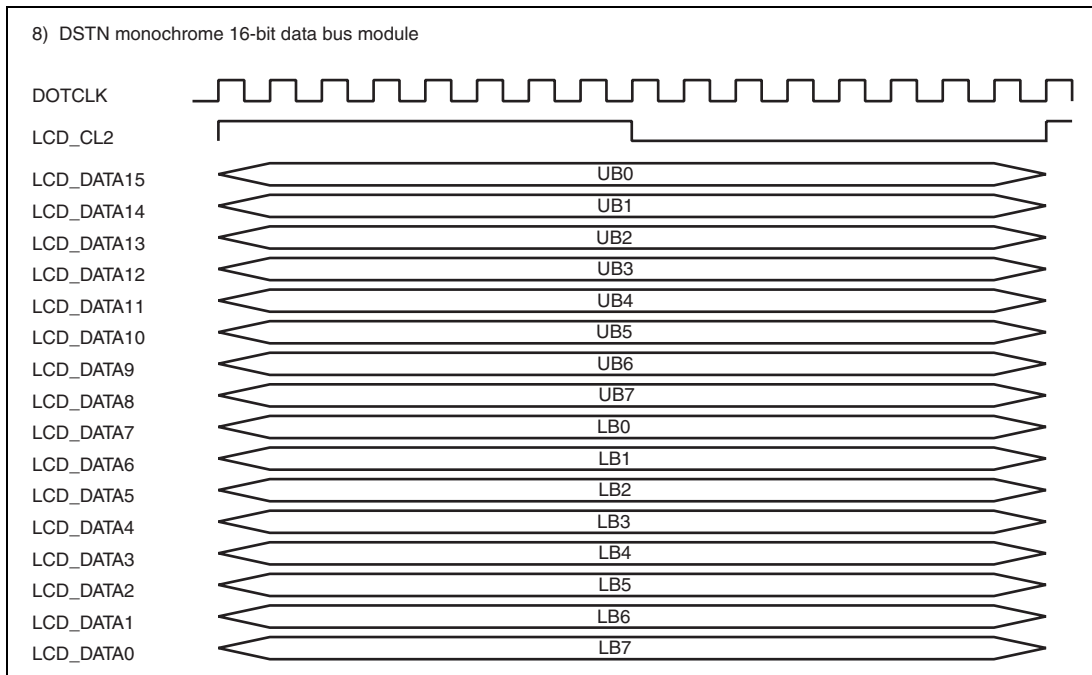 8) DSTN monochrome 16-bit data bus module
DOTCLK
LCD_CL2
LCD_DATA15 UB0
LCD_DATA14 UB1
LCD_DATA13 UB2
LCD_DATA12 UB3
LCD_DATA11 UB4
LCD_DATA10 UB5
LCD_DATA9 UB6
LCD_DATA8 UB7
LCD_DATA7 LB0
LCD_DATA6 LB1
LCD_DATA5 LB2
LCD_DATA4 LB3
LCD_DATA3 LB4
LCD_DATA2 LB5
LCD_DATA1 LB6
LCD_DATA0 LB7